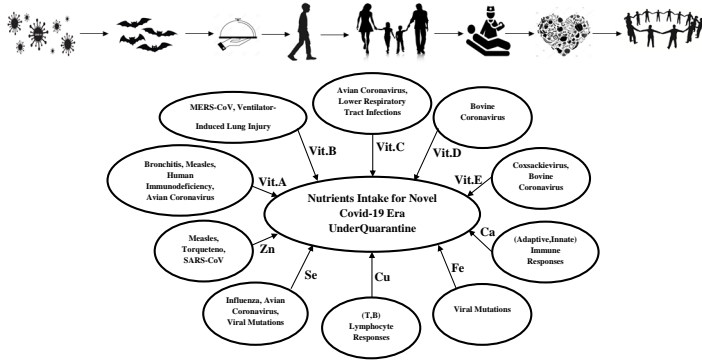 Avian Coronavirus,
Lower Respiratory
Tract Infections
MERS-CoV, Ventilator-
Induced Lung Injury
Bovine
Coronavirus
Vit.B
Vit.C
Vit.D
Bronchitis, Measles,
Human
Immunodeficiency,
Avian Coronavirus
Vit.A
Vit.E
Coxsackievirus,
Bovine
Coronavirus
Nutrients Intake for Novel
Covid-19 Era
UnderQuarantine
Measles,
Torqueteno,
SARS-CoV
Zn
Ca
(Adaptive,Innate)
Immune
Responses
Se
Cu
Fe
Influenza, Avian
Coronavirus,
Viral Mutations
(T,B)
Lymphocyte
Responses
Viral Mutations